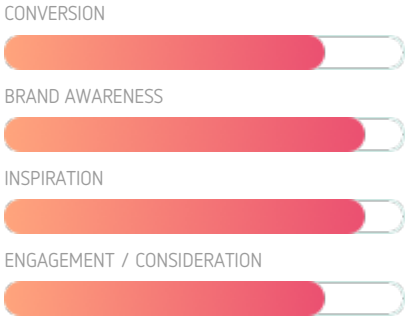 CONVERSION
BRAND AWARENESS
INSPIRATION
ENGAGEMENT / CONSIDERATION